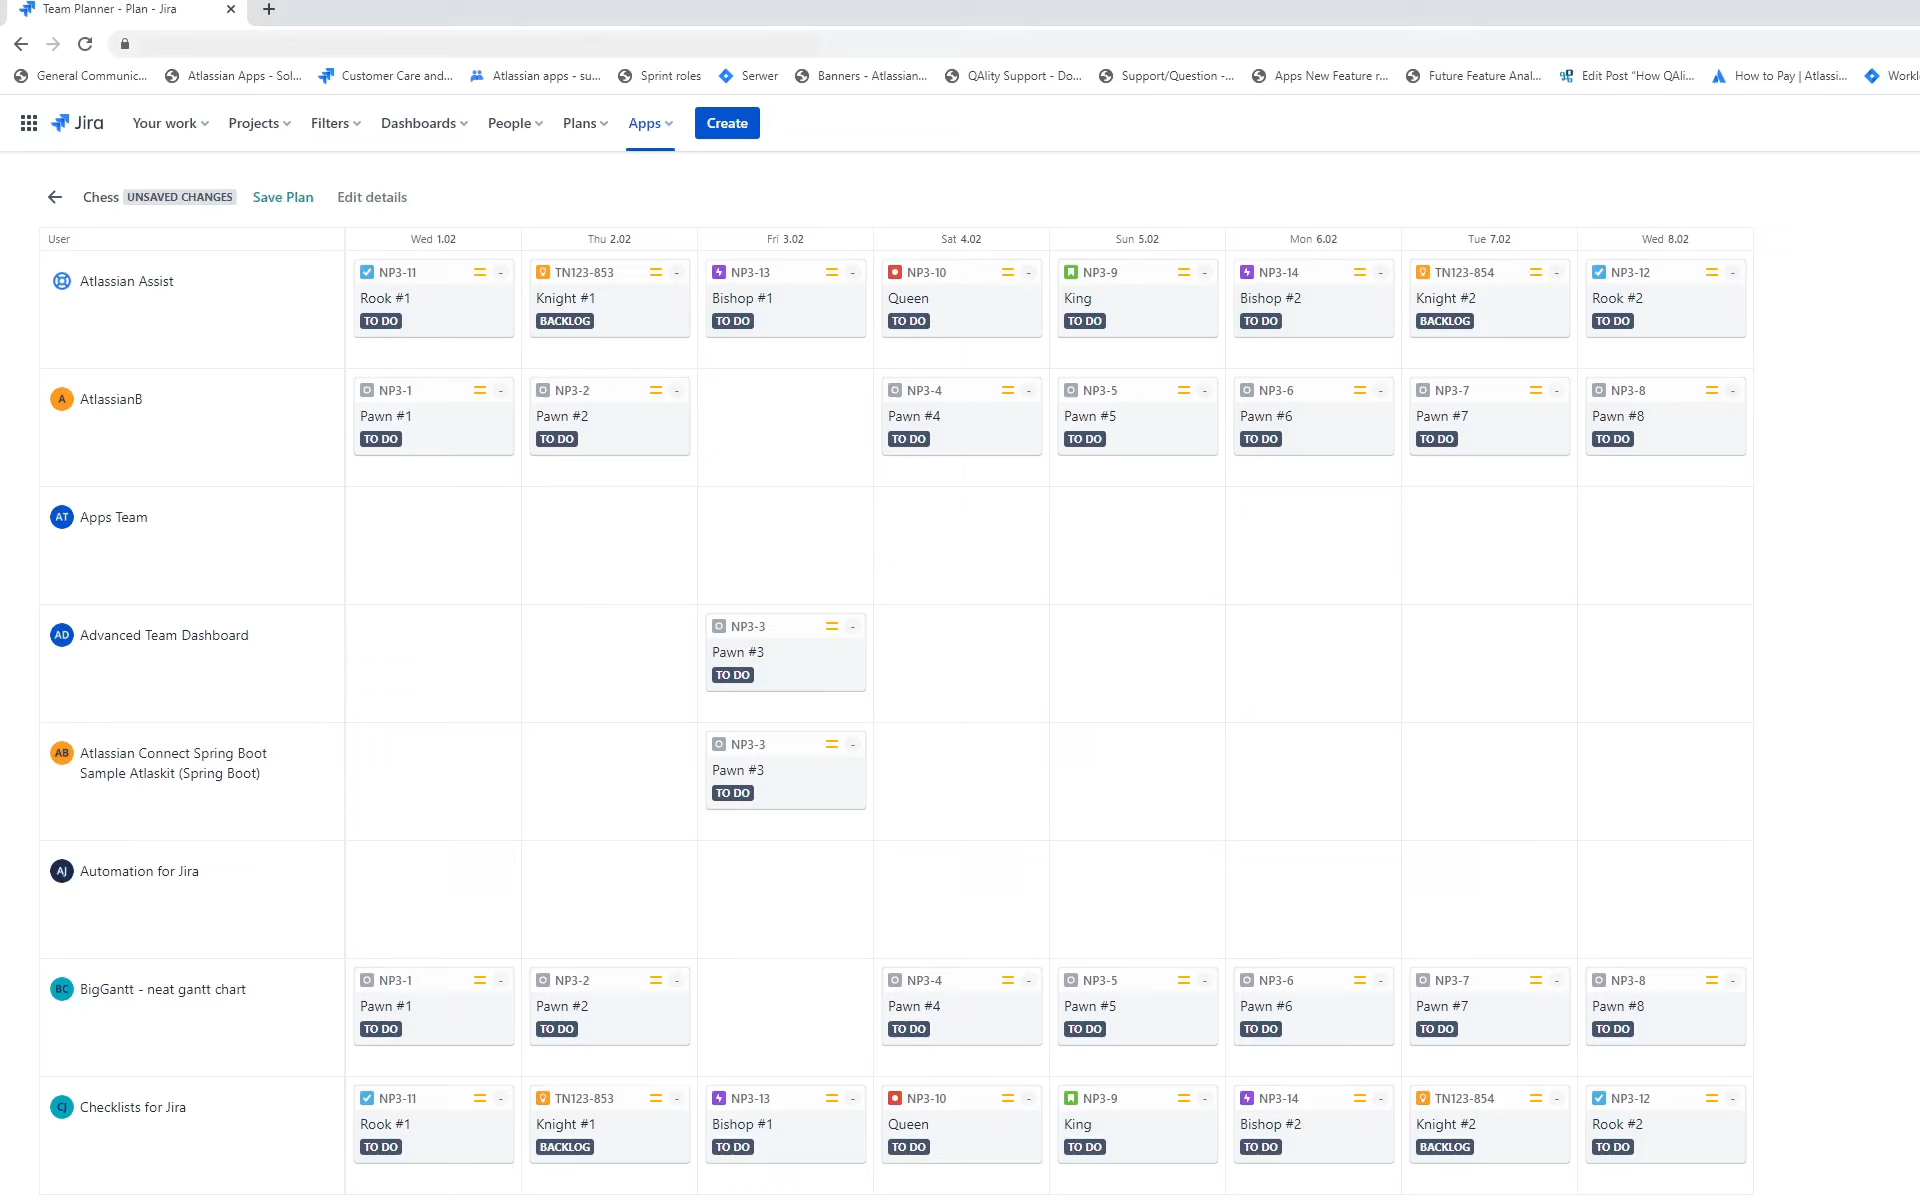 Team Planner - Plan - Jira
General Communic... Atlassian Apps - Sol... Customer Care and... Atlassian apps - su... Sprint roles Serwer Banners - Atlassian... QAlity Support - Do... Support/Question -... Apps New Feature r... Future Feature Anal... Edit Post "How QAli... How to Pay | Atlassi... Workl
Jira Your work Projects Filters Dashboards People Plans Apps Create
Chess UNSAVED CHANGES Save Plan Edit details
User Wed 1.02 Thu 2.02 Fri 3.02 Sat 4.02 Sun 5.02 Mon 6.02 Tue 7.02 Wed 8.02
NP3-11 - TN123-853 - NP3-13 - NP3-10 - NP3-9 - NP3-14 - TN123-854 - NP3-12 -
Atlassian Assist
Rook #1 Knight #1 Bishop #1 Queen King Bishop #2 Knight #2 Rook #2
TO DO BACKLOG TO DO TO DO TO DO TO DO BACKLOG TO DO
NP3-1 - NP3-2 - NP3-4 - NP3-5 - NP3-6 - NP3-7 - NP3-8 -
A AtlassianB
Pawn #1 Pawn #2 Pawn #4 Pawn #5 Pawn #6 Pawn #7 Pawn #8
TO DO TO DO TO DO TO DO TO DO TO DO TO DO
AT Apps Team
NP3-3 -
AD Advanced Team Dashboard
Pawn #3
TO DO
NP3-3 -
AB Atlassian Connect Spring Boot
Sample Atlaskit (Spring Boot)
Pawn #3
TO DO
AJ Automation for Jira
NP3-1 - NP3-2 - NP3-4 - NP3-5 - NP3-6 - NP3-7 - NP3-8 -
BC BigGantt - neat gantt chart
Pawn #1 Pawn #2 Pawn #4 Pawn #5 Pawn #6 Pawn #7 Pawn #8
TO DO TO DO TO DO TO DO TO DO TO DO TO DO
NP3-11 - TN123-853 - NP3-13 - NP3-10 - NP3-9 - NP3-14 - TN123-854 - NP3-12 -
CJ Checklists for Jira
Rook #1 Knight #1 Bishop #1 Queen King Bishop #2 Knight #2 Rook #2
TO DO BACKLOG TO DO TO DO TO DO TO DO BACKLOG TO DO